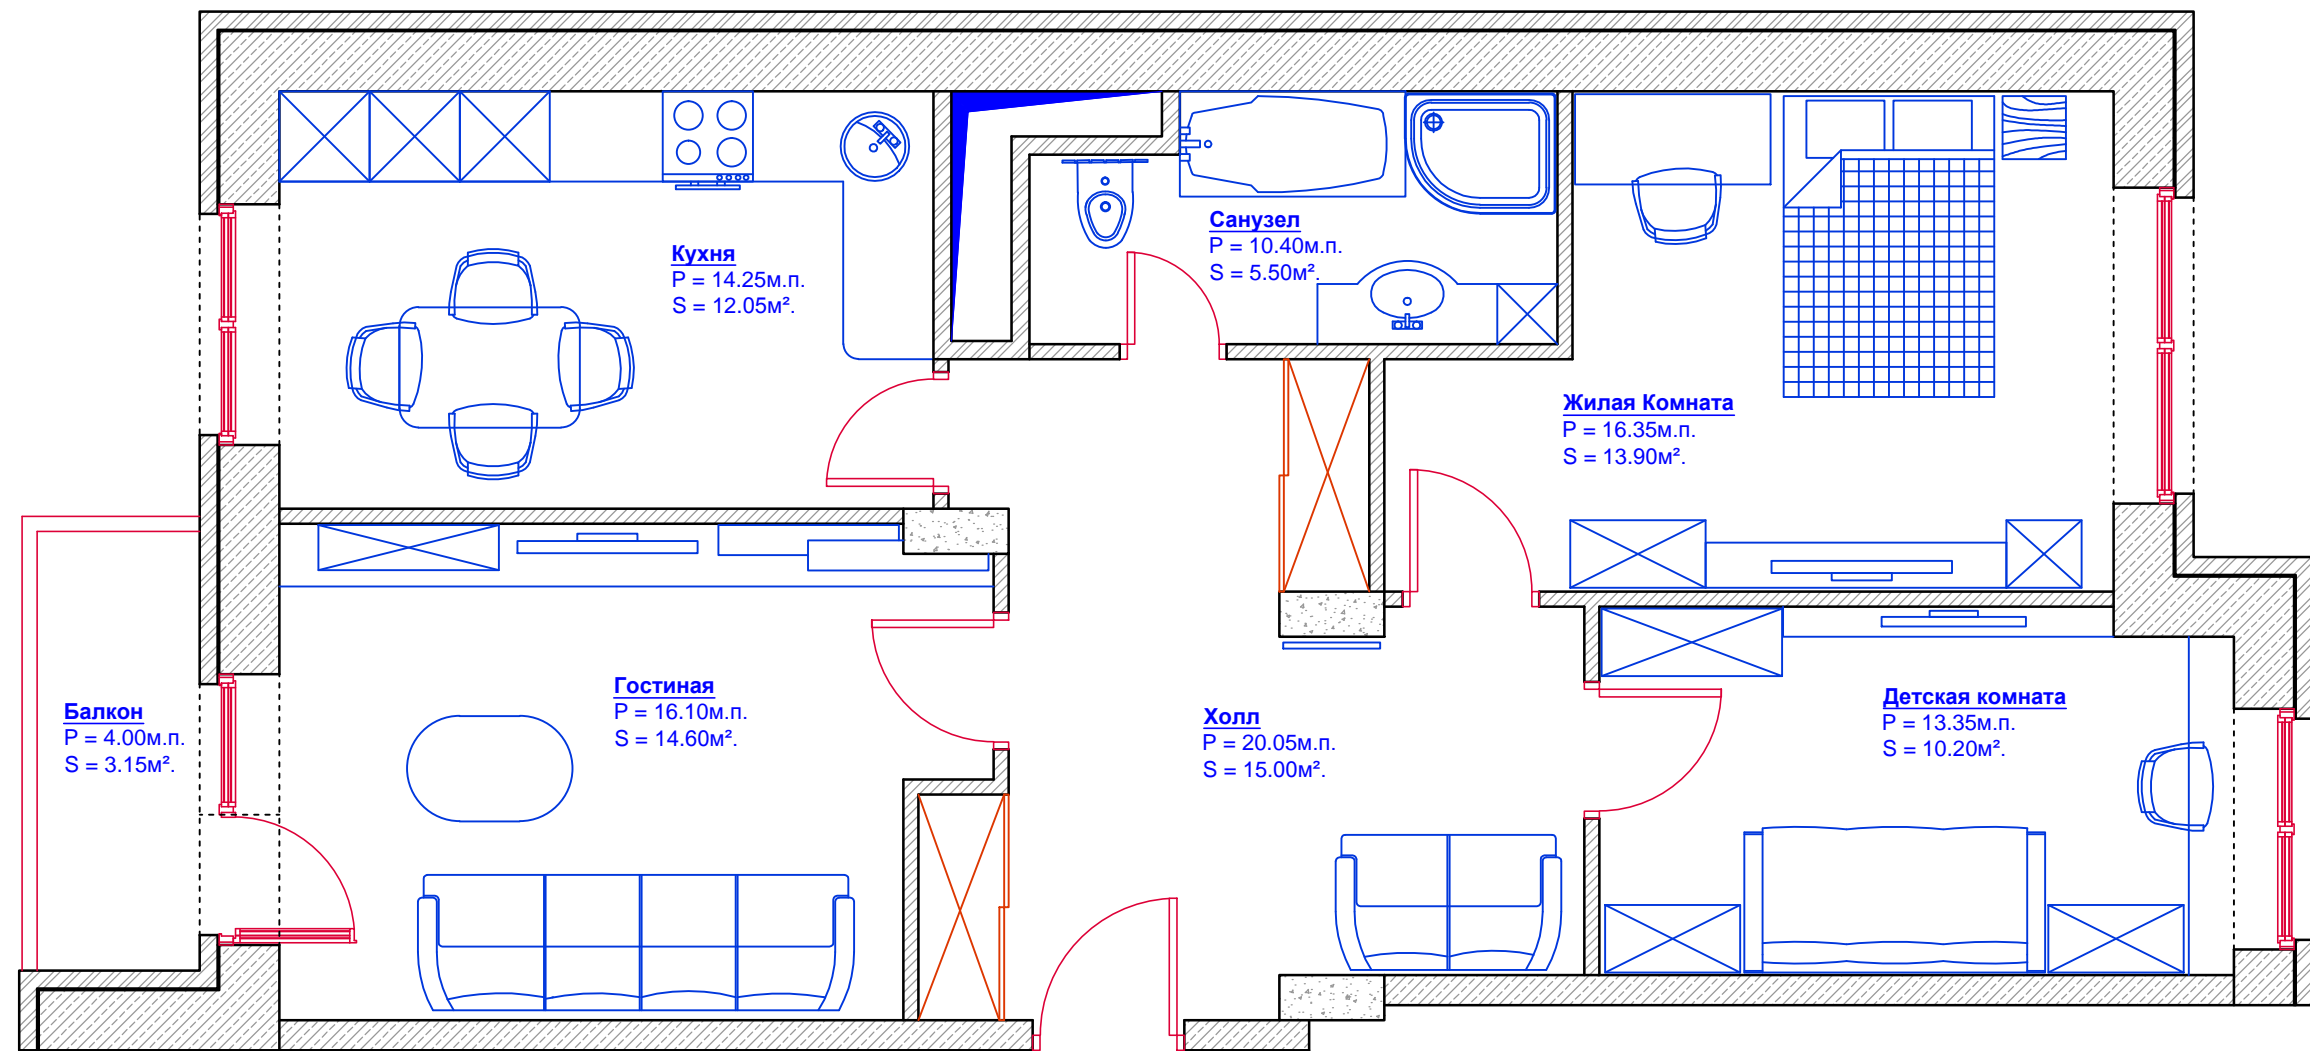 Санузел
P = 10.40м.п.
S = 5.50м².
Кухня
P = 14.25м.п.
S = 12.05м².
Жилая Комната
P = 16.35м.п.
S = 13.90м².
Гостиная
P = 16.10м.п.
S = 14.60м².
Балкон
P = 4.00м.п.
S = 3.15м².
Холл
P = 20.05м.п.
S = 15.00м².
Детская комната
P = 13.35м.п.
S = 10.20м².